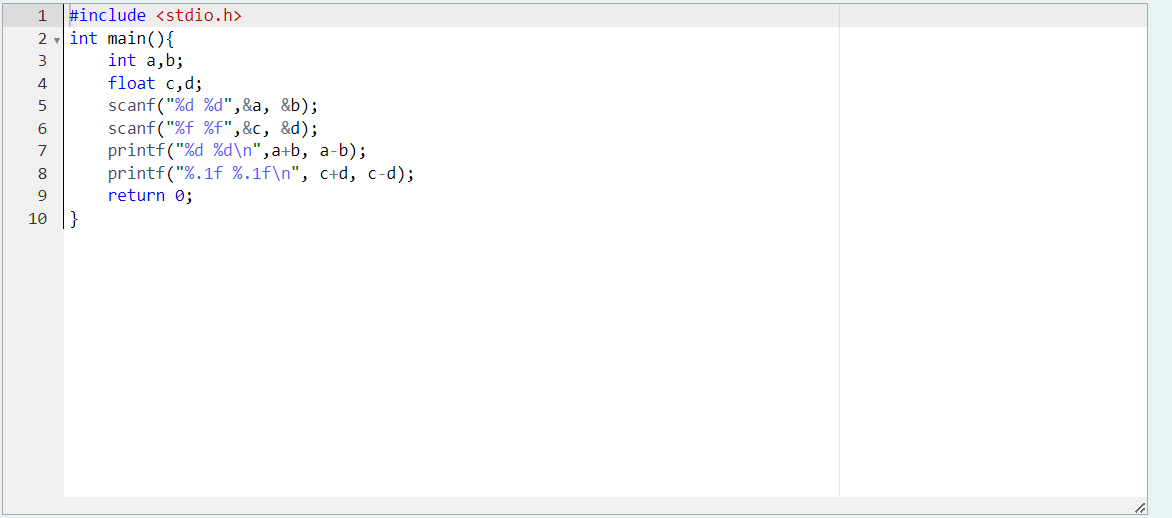 1 #include <stdio.h>
2 int main(){
3     int a,b;
4     float c,d;
5     scanf("%d %d",&a, &b);
6     scanf("%f %f",&c, &d);
7     printf("%d %d\n",a+b, a-b);
8     printf("%.1f %.1f\n", c+d, c-d);
9     return 0;
10 }